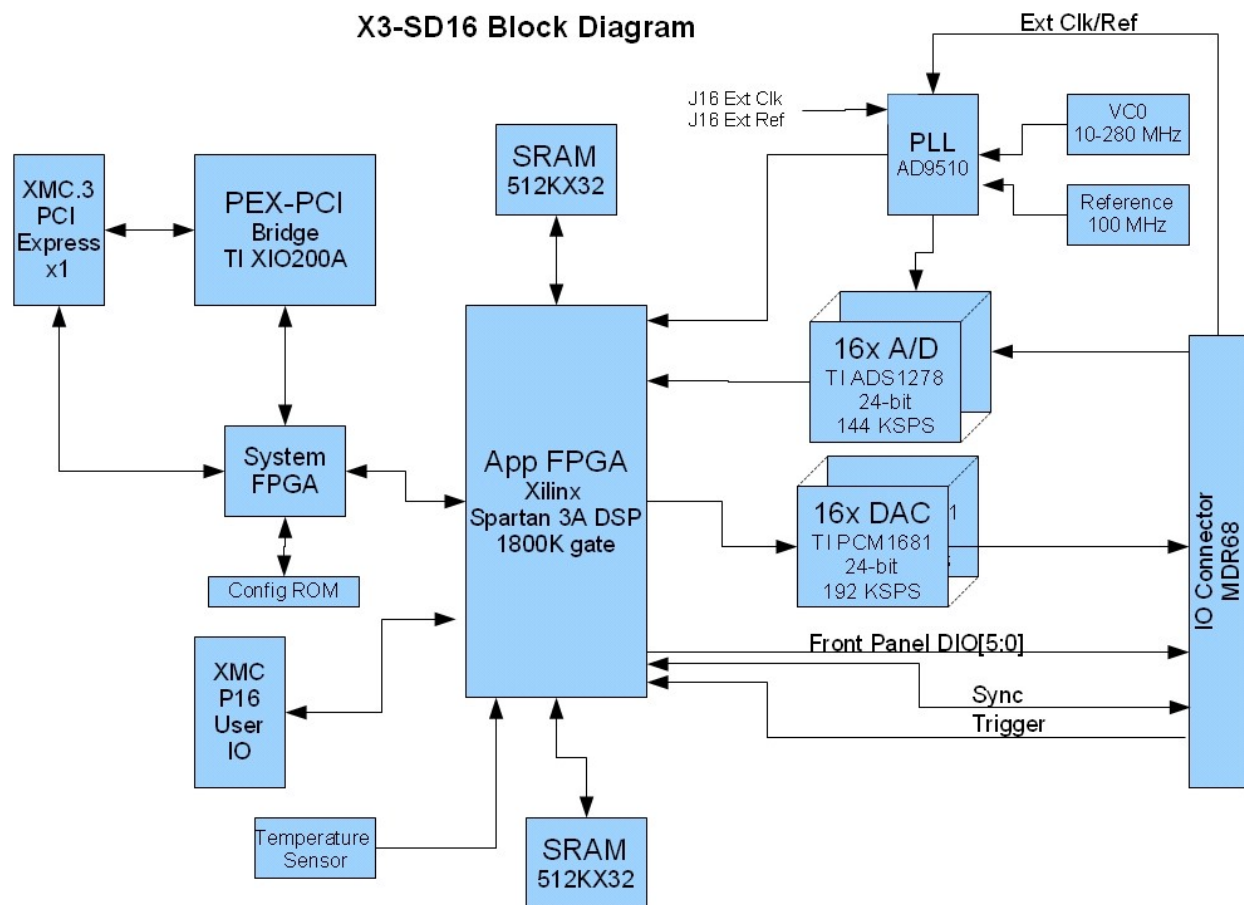 X3-SD16 Block Diagram
Ext Clk/Ref
J16 Ext Clk
J16 Ext Ref
PLL
AD9510
VC0
10-280 MHz
Reference
100 MHz
SRAM
512KX32
XMC.3
PCI
Express
x1
PEX-PCI
Bridge
TI XIO200A
16x A/D
TI ADS1278
24-bit
144 KSPS
System
FPGA
App FPGA
Xilinx
Spartan 3A DSP
1800K gate
16x DAC
TI PCM1681
24-bit
192 KSPS
1
IO Connector
MDR68
Config ROM
Front Panel DIO[5:0]
XMC
P16
User
IO
Sync
Trigger
Temperature
Sensor
SRAM
512KX32